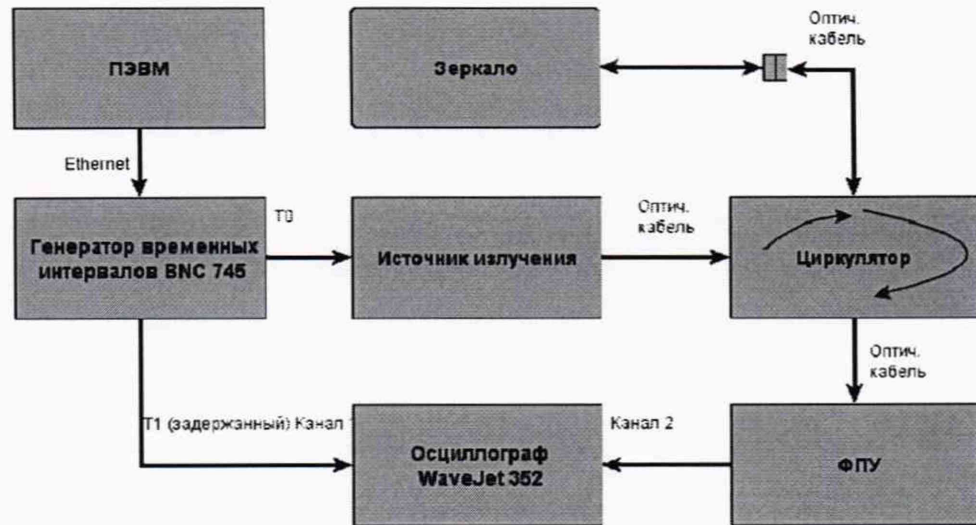 Оптич.
кабель
ПЭВМ
Зеркало
Ethernet
T0
Оптич.
кабель
Генератор временных
интервалов BNC 745
Источник излучения
Циркулятор
Оптич.
кабель
T1 (задержанный) Канал 1
Канал 2
Осциллограф
WaveJet 352
ФПУ